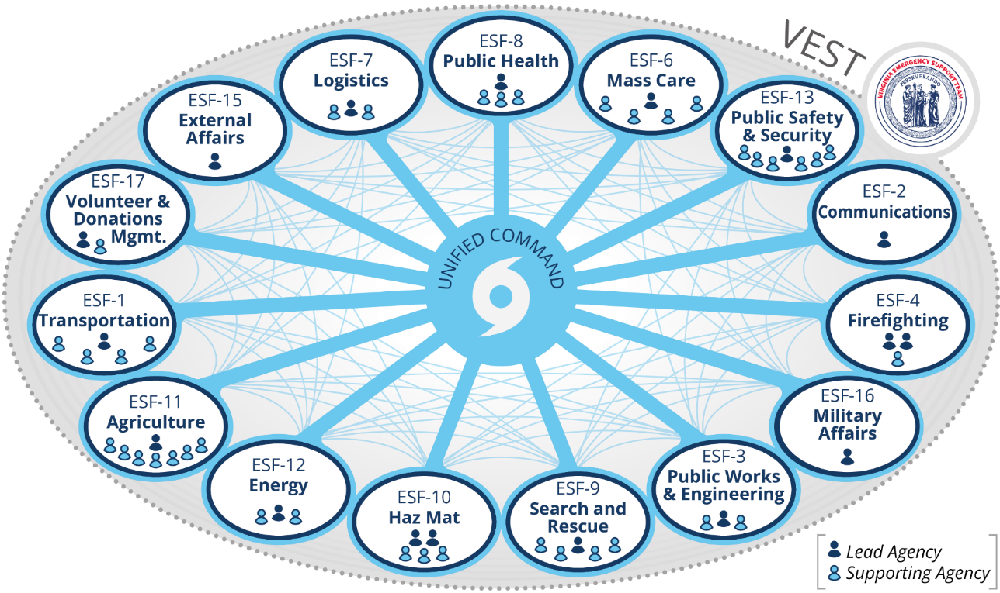 VEST
VIRGINIA EMERGENCY SUPPORT TEAM
PERSEVERANDO
ESF-8
Public Health
ESF-6
Mass Care
ESF-13
Public Safety
& Security
ESF-2
Communications
ESF-4
Firefighting
ESF-16
Military
Affairs
ESF-3
Public Works
& Engineering
ESF-9
Search and
Rescue
ESF-10
Haz Mat
ESF-12
Energy
ESF-11
Agriculture
ESF-1
Transportation
ESF-17
Volunteer &
Donations
Mgmt.
ESF-15
External
Affairs
ESF-7
Logistics
UNIFIED COMMAND
Lead Agency
Supporting Agency